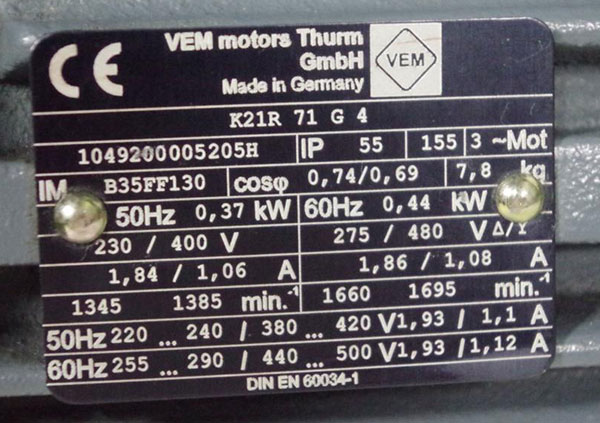 CE
VEM motors Thurm
GmbH
Made in Germany
VEM
K21R 71 G 4
1049200005205H IP 55 155 3 ~Mot
IM B35FF130 cosφ 0,74/0,69 7,8 kg
50Hz 0,37 kW 60Hz 0,44 kW
230 / 400 V 275 / 480 V Δ/Y
1,84 / 1,06 A 1,86 / 1,08 A
1345 1385 min.⁻¹ 1660 1695 min.⁻¹
50Hz 220 ... 240 / 380 ... 420 V 1,93 / 1,1 A
60Hz 255 ... 290 / 440 ... 500 V 1,93 / 1,12 A
DIN EN 60034-1